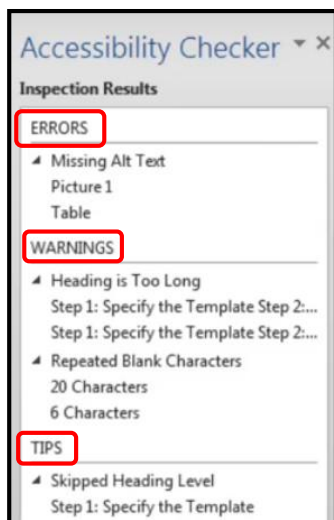 Accessibility Checker
Inspection Results
ERRORS
Missing Alt Text
Picture 1
Table
WARNINGS
Heading is Too Long
Step 1: Specify the Template Step 2:...
Step 1: Specify the Template Step 2:...
Repeated Blank Characters
20 Characters
6 Characters
TIPS
Skipped Heading Level
Step 1: Specify the Template